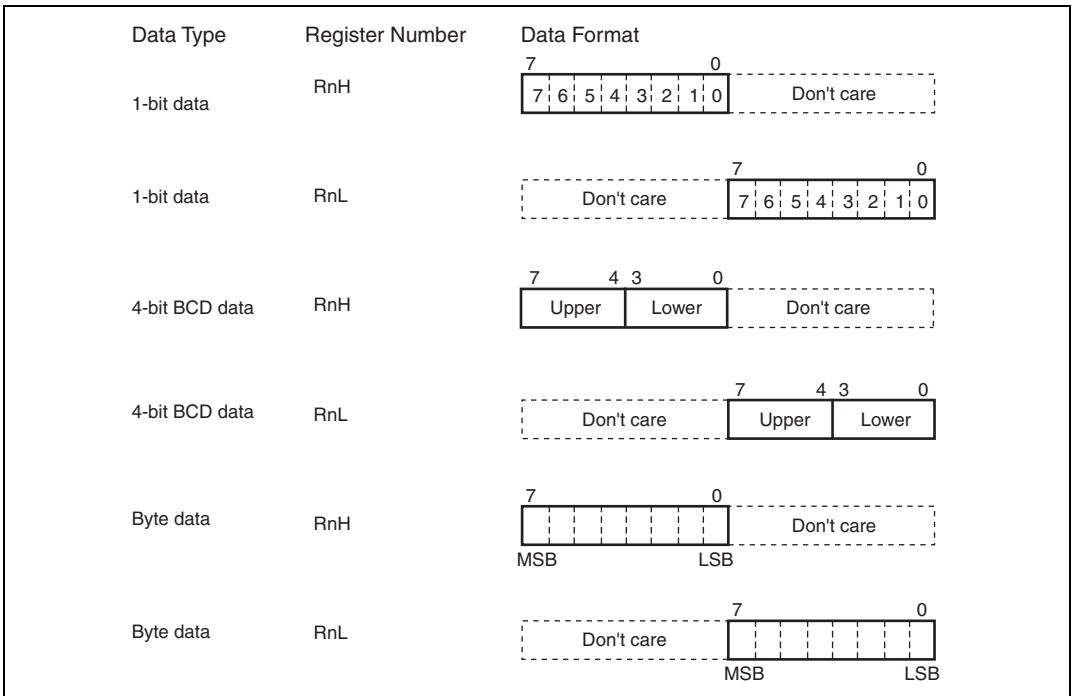 Data Type Register Number Data Format
7 0
1-bit data RnH 7 6 5 4 3 2 1 0 Don't care
7 0
1-bit data RnL Don't care 7 6 5 4 3 2 1 0
7 4 3 0
4-bit BCD data RnH Upper Lower Don't care
7 4 3 0
4-bit BCD data RnL Don't care Upper Lower
7 0
Byte data RnH Don't care
MSB LSB
7 0
Byte data RnL Don't care
MSB LSB